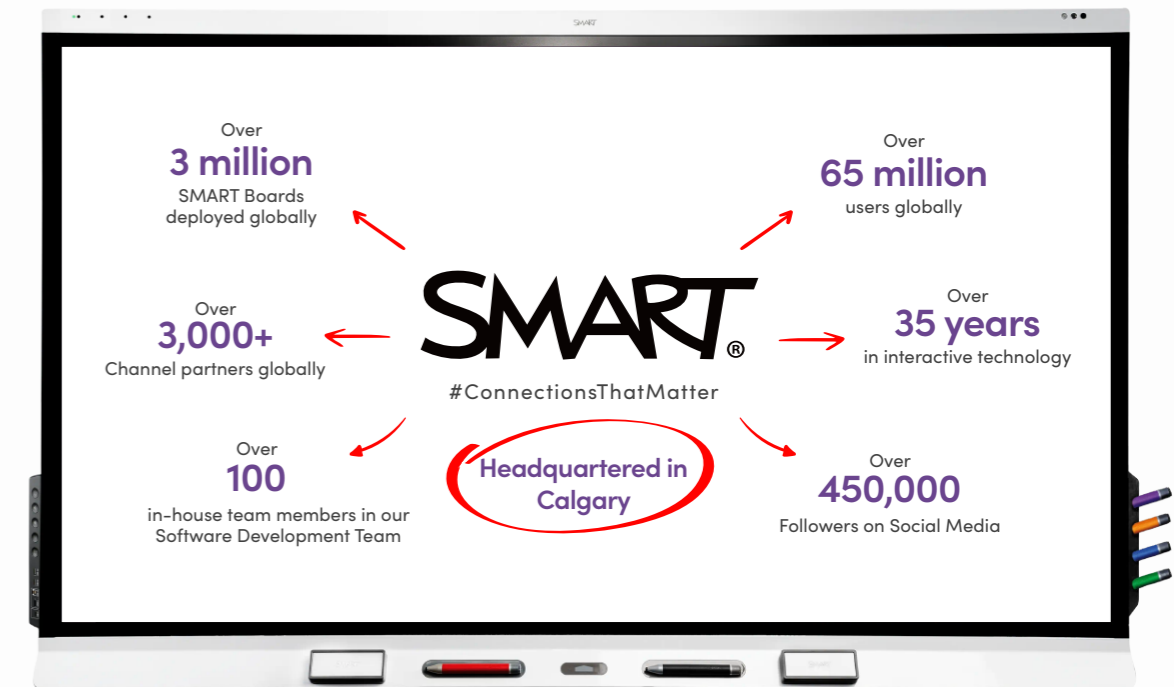 SMART
Over
3 million
SMART Boards
deployed globally
Over
65 million
users globally
SMART®
#ConnectionsThatMatter
Over
3,000+
Channel partners globally
Over
35 years
in interactive technology
Over
100
in-house team members in our
Software Development Team
Headquartered in
Calgary
Over
450,000
Followers on Social Media